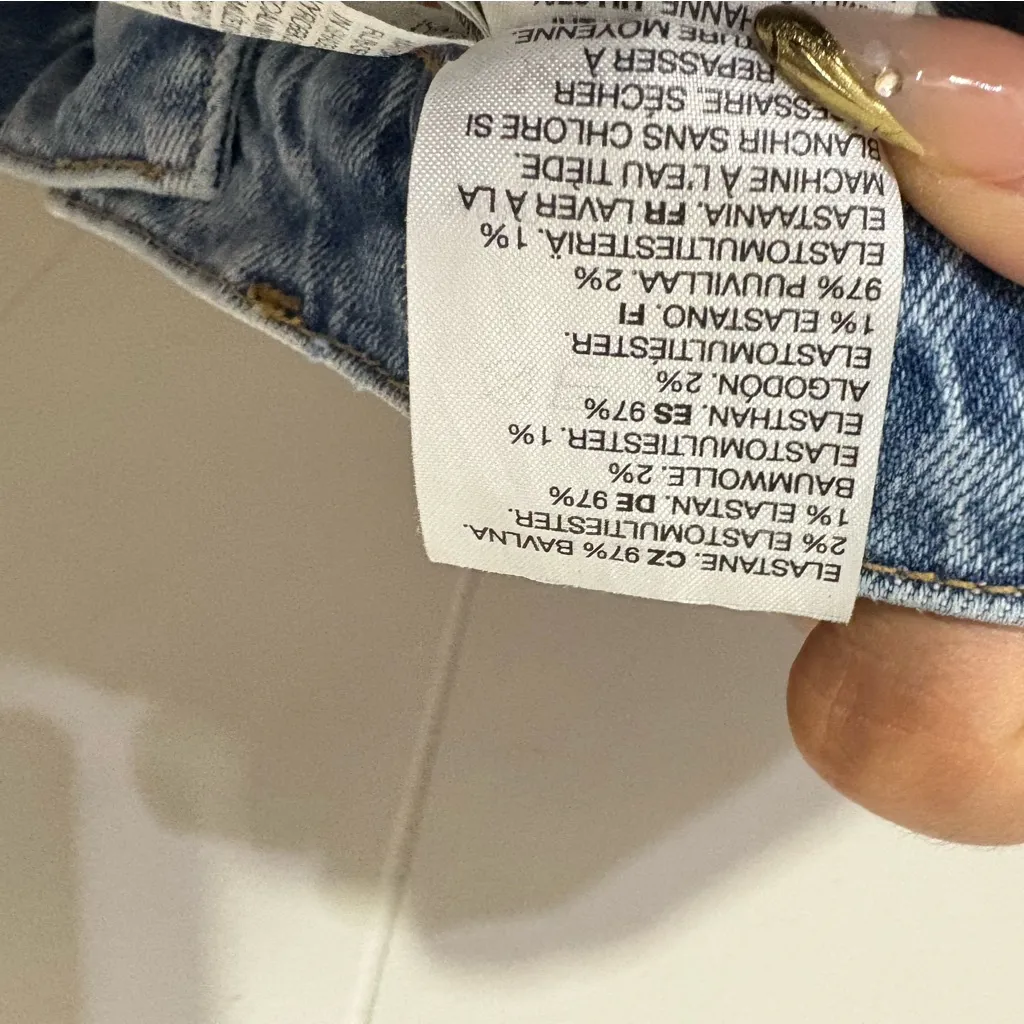 ELASTANE. CZ 97% BAVLNA.
2% ELASTOMULTIESTER.
1% ELASTAN. DE 97%
BAUMWOLLE. 2%
ELASTOMULTIESTER. 1%
ELASTHAN. ES 97%
ALGODÓN. 2%
ELASTOMULTIÉSTER.
1% ELASTANO. FI
97% PUUVILLAA. 2%
ELASTOMULTIESTERIÄ. 1%
ELASTAANIA. FR LAVER À LA
MACHINE À L'EAU TIÈDE.
BLANCHIR SANS CHLORE SI
SÉCHER
REPASSER À
MOYENNE.